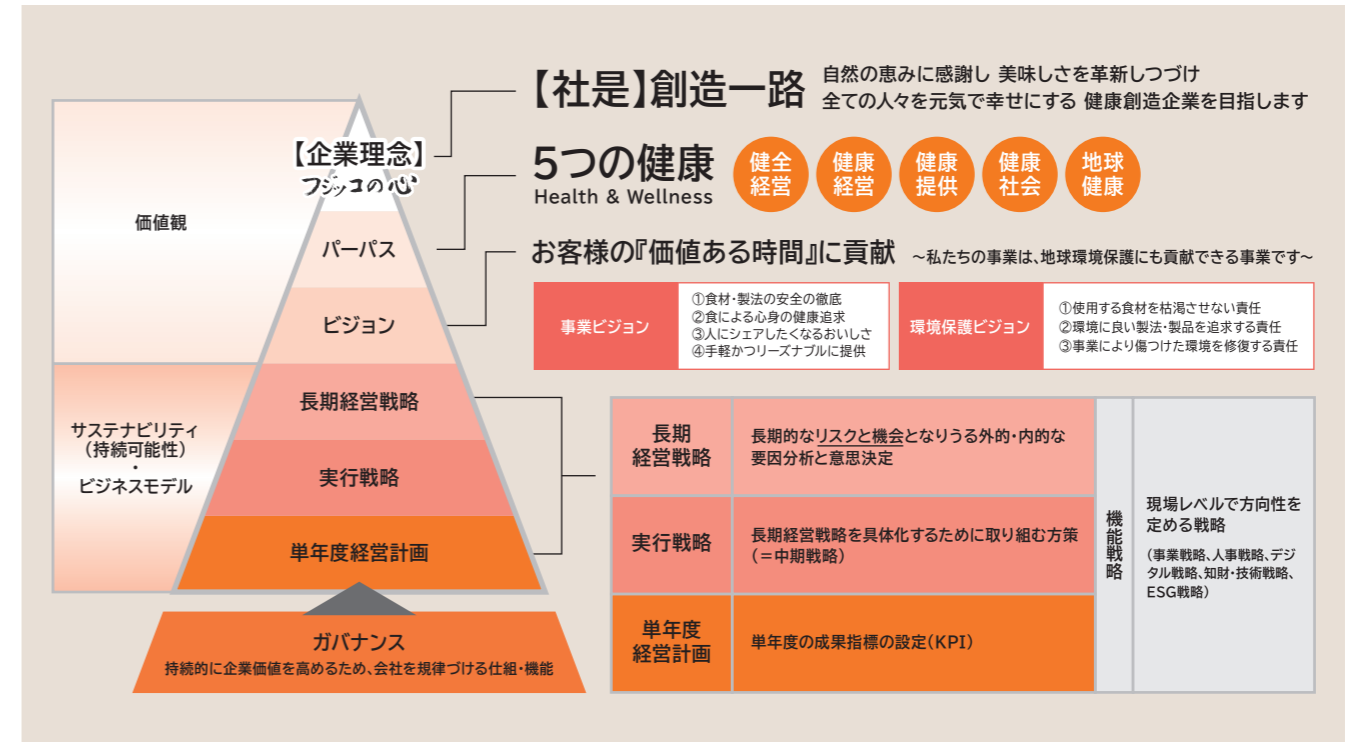 【社是】創造一路
自然の恵みに感謝し 美味しさを革新しつづけ
全ての人々を元気で幸せにする 健康創造企業を目指します
【企業理念】
フジッコの心
5つの健康
Health & Wellness
健全
経営
健康
経営
健康
提供
健康
社会
地球
健康
価値観
パーパス
お客様の『価値ある時間』に貢献
～私たちの事業は、地球環境保護にも貢献できる事業です～
ビジョン
事業ビジョン
①食材・製法の安全の徹底
②食による心身の健康追求
③人にシェアしたくなるおいしさ
④手軽かつリーズナブルに提供
環境保護ビジョン
①使用する食材を枯渇させない責任
②環境に良い製法・製品を追求する責任
③事業により傷つけた環境を修復する責任
サステナビリティ
（持続可能性）
・
ビジネスモデル
長期経営戦略
実行戦略
単年度経営計画
ガバナンス
持続的に企業価値を高めるため、会社を規律づける仕組・機能
長期
経営戦略
長期的なリスクと機会となりうる外的・内的な
要因分析と意思決定
実行戦略
長期経営戦略を具体化するために取り組む方策
（＝中期戦略）
単年度
経営計画
単年度の成果指標の設定（KPI）
機能戦略
現場レベルで方向性を
定める戦略
（事業戦略、人事戦略、デジ
タル戦略、知財・技術戦略、
ESG戦略）